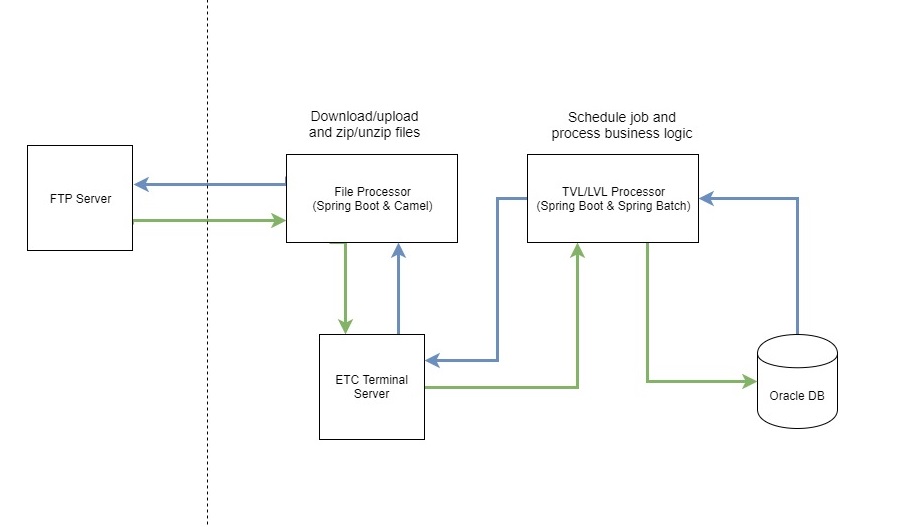 Download/upload
and zip/unzip files
Schedule job and
process business logic
FTP Server
File Processor
(Spring Boot & Camel)
TVL/LVL Processor
(Spring Boot & Spring Batch)
ETC Terminal
Server
Oracle DB